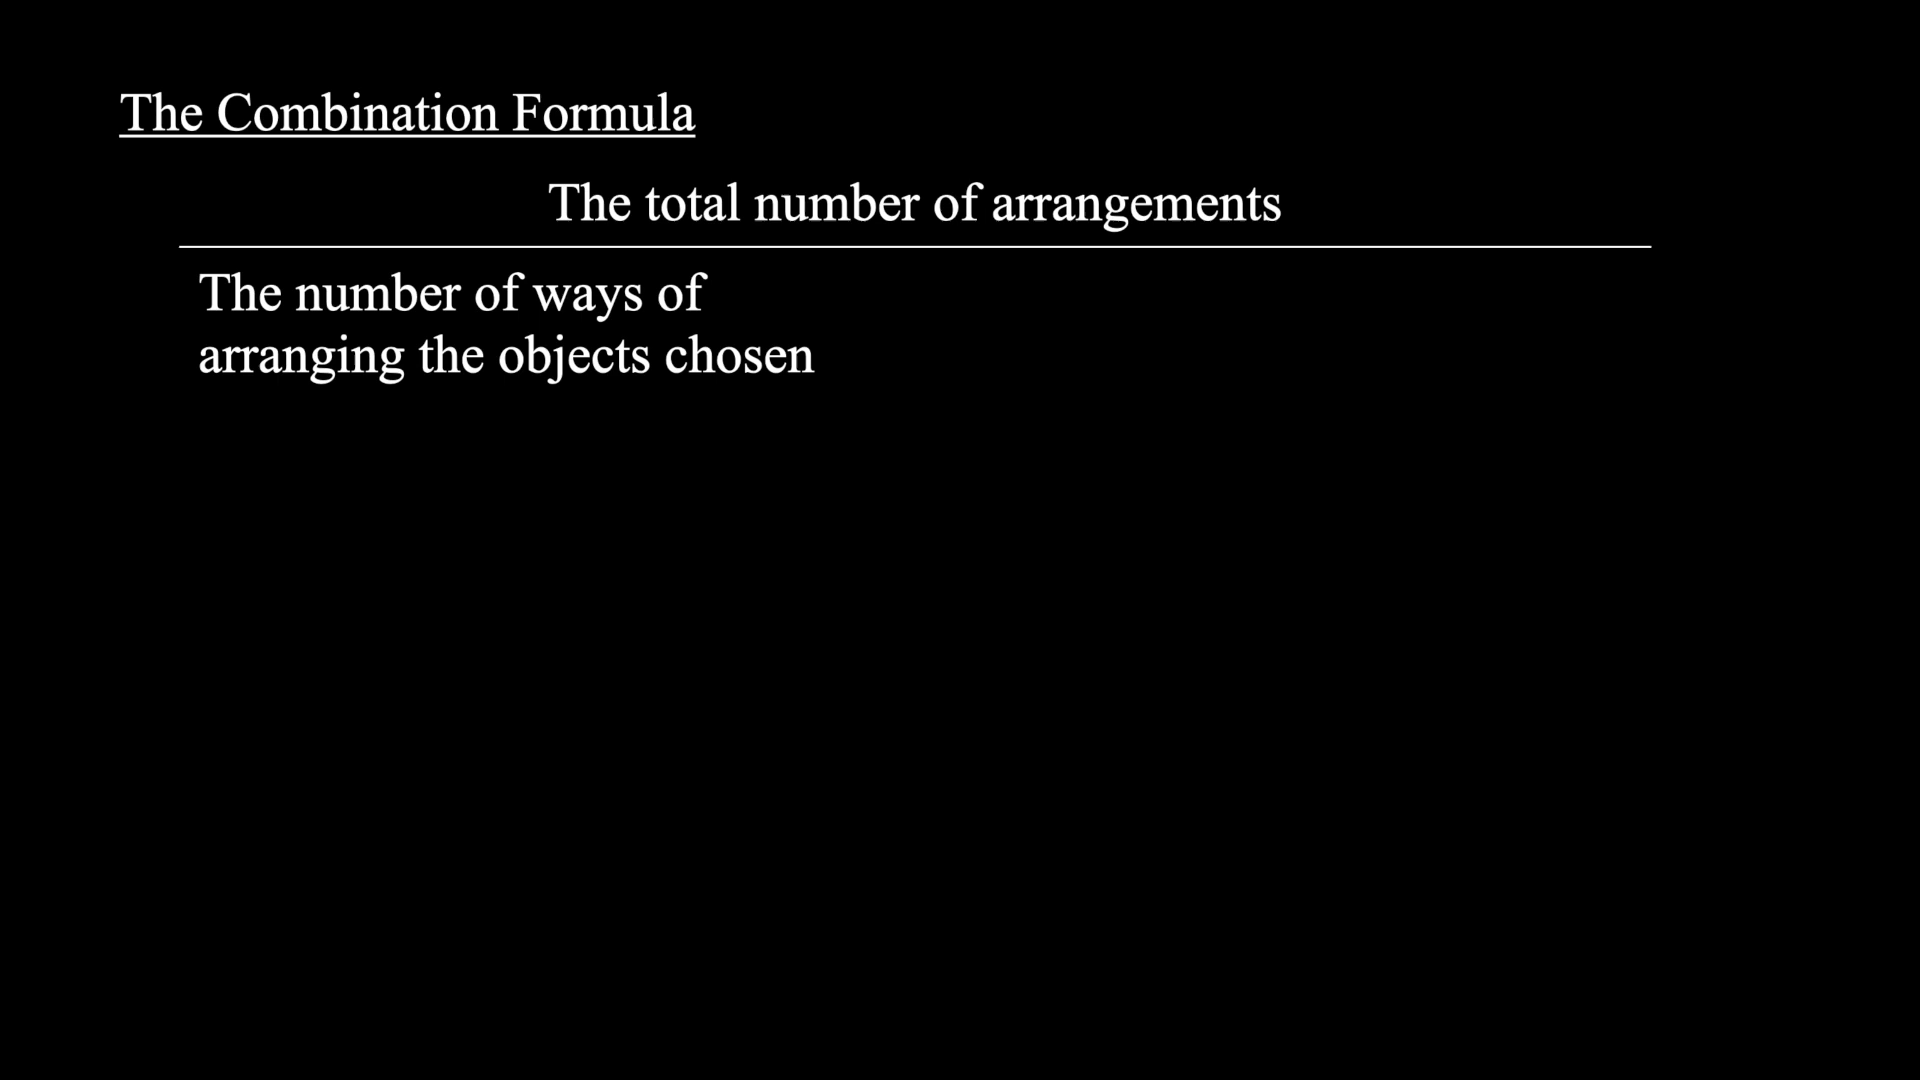 The Combination Formula
The total number of arrangements
The number of ways of
arranging the objects chosen